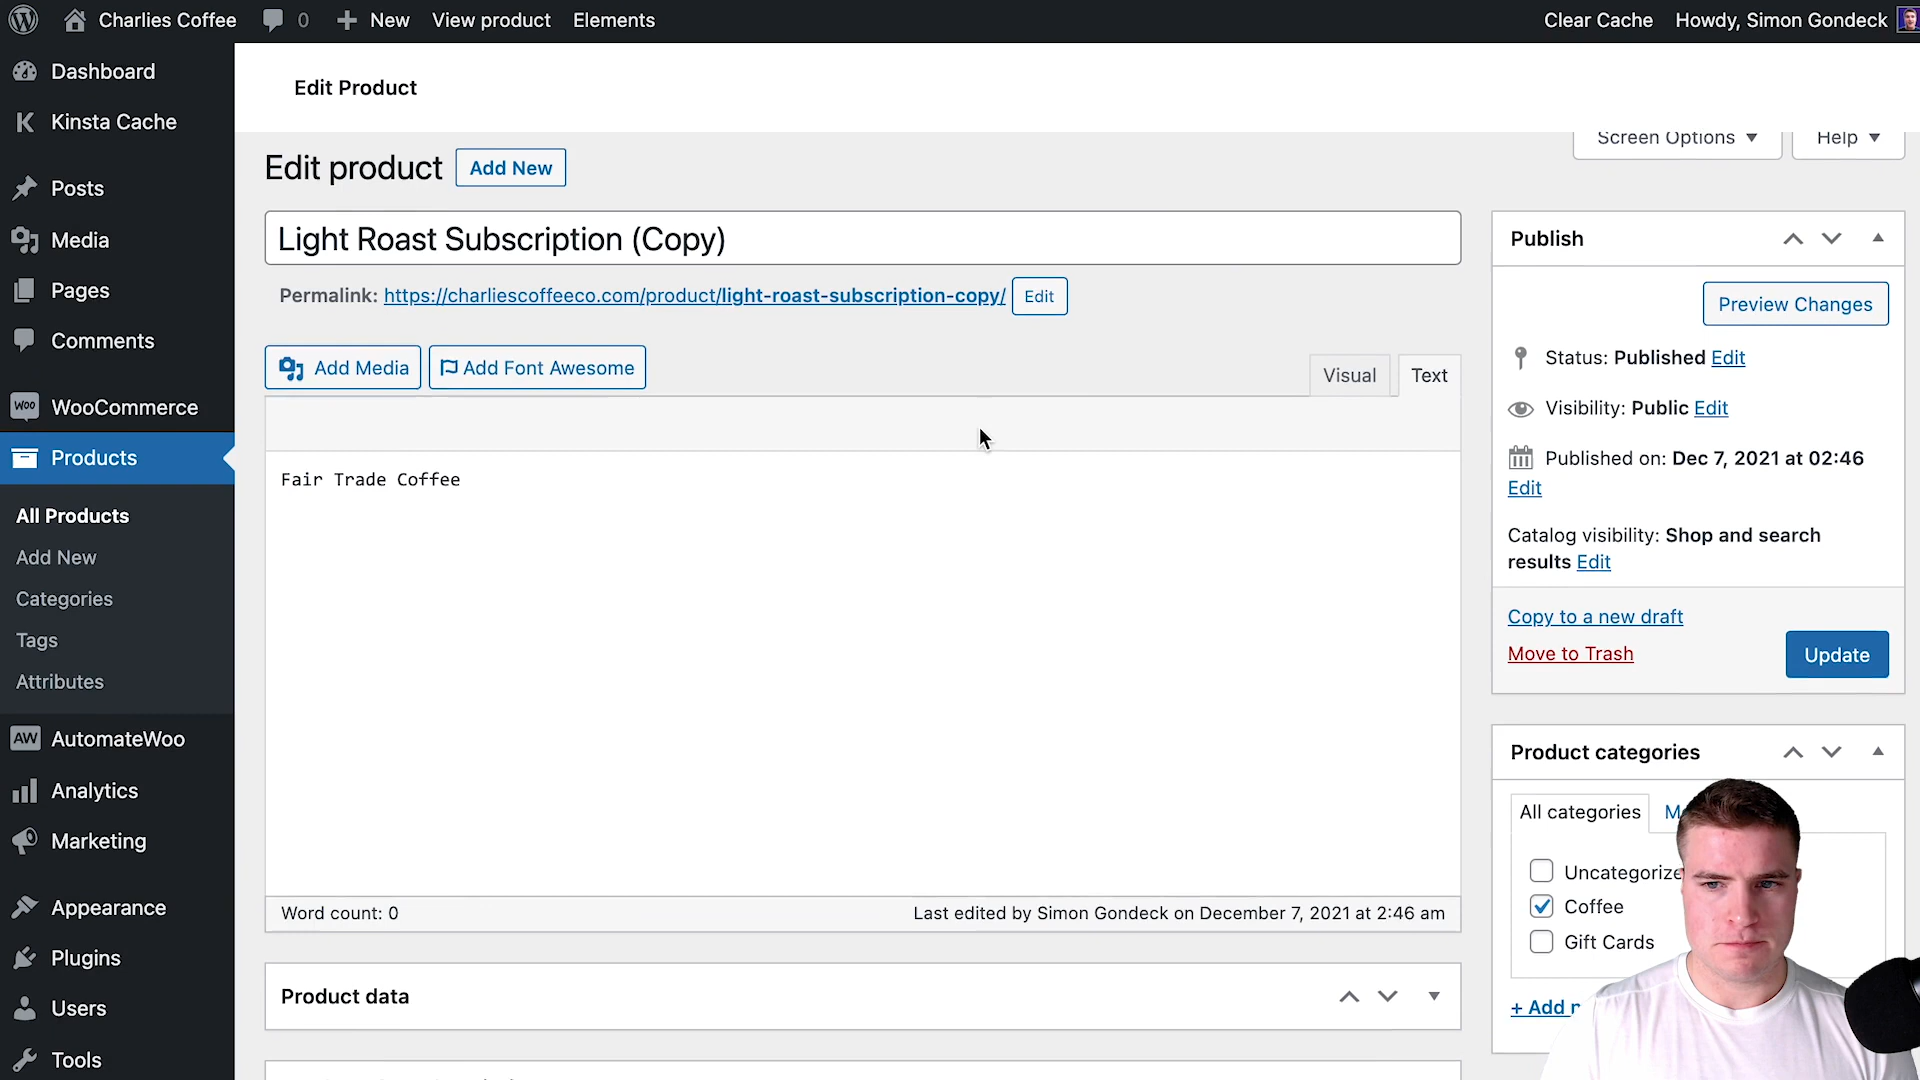 Charlies Coffee
0
New
View product
Elements
Clear Cache
Howdy, Simon Gondeck
Dashboard
Kinsta Cache
Posts
Media
Pages
Comments
WOO
WooCommerce
Products
All Products
Add New
Categories
Tags
Attributes
AW
AutomateWoo
Analytics
Marketing
Appearance
Plugins
Users
Tools
Edit Product
Screen Options
Help
Edit product
Add New
Light Roast Subscription (Copy)
Permalink: https://charliescoffeeco.com/product/light-roast-subscription-copy/ Edit
Add Media
Add Font Awesome
Visual
Text
Fair Trade Coffee
Word count: 0
Last edited by Simon Gondeck on December 7, 2021 at 2:46 am
Product data
Publish
Preview Changes
Status: Published Edit
Visibility: Public Edit
Published on: Dec 7, 2021 at 02:46
Edit
Catalog visibility: Shop and search
results Edit
Copy to a new draft
Move to Trash
Update
Product categories
All categories
Uncategorize
Coffee
Gift Cards
+ Add